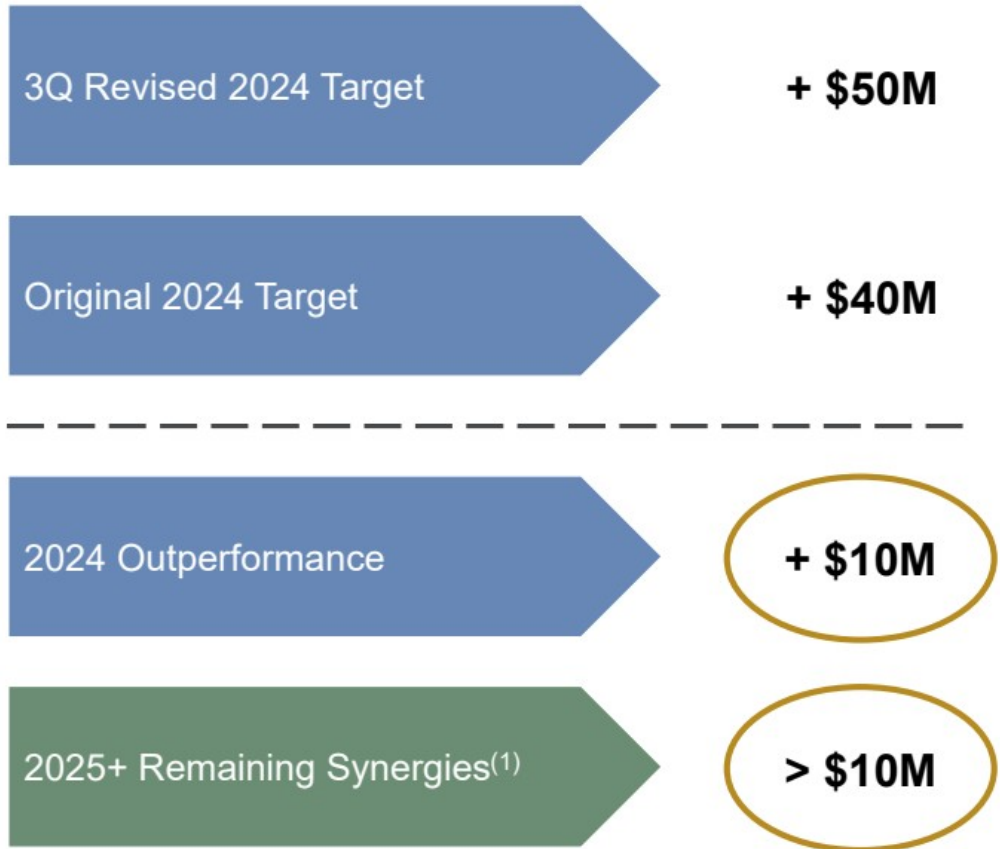 3Q Revised 2024 Target + $50M
Original 2024 Target + $40M
2024 Outperformance + $10M
2025+ Remaining Synergies(1) > $10M